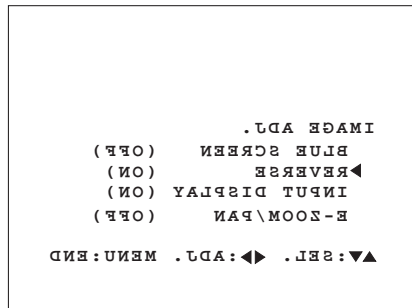 IMAGE ADJ.
BLUE SCREEN (OFF)
▶REVERSE (ON)
INPUT DISPLAY (ON)
E-ZOOM/PAN (OFF)
▲▼:SEL. ◀▶:ADJ. MENU:END